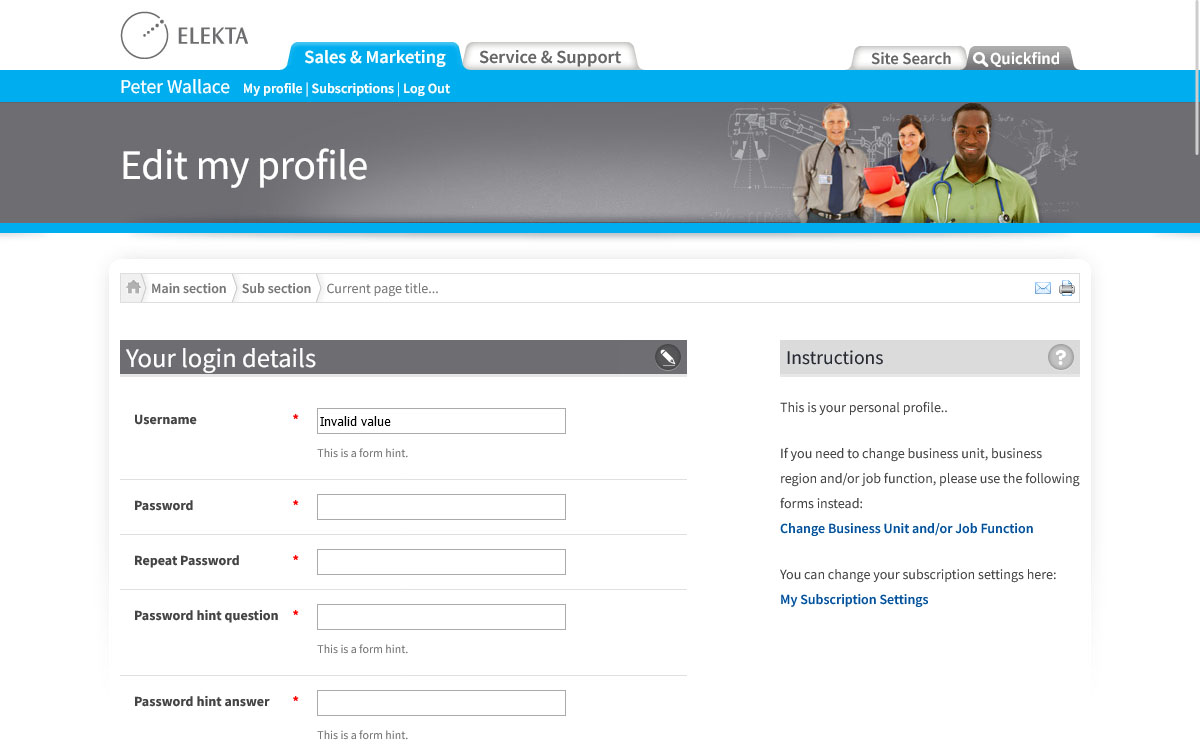 ELEKTA
Sales & Marketing
Service & Support
Site Search
Quickfind
Peter Wallace My profile | Subscriptions | Log Out
Edit my profile
Main section Sub section Current page title...
Your login details
Username * Invalid value
This is a form hint.
Password *
Repeat Password *
Password hint question *
This is a form hint.
Password hint answer *
This is a form hint.
Instructions ?
This is your personal profile..
If you need to change business unit, business
region and/or job function, please use the following
forms instead:
Change Business Unit and/or Job Function
You can change your subscription settings here:
My Subscription Settings